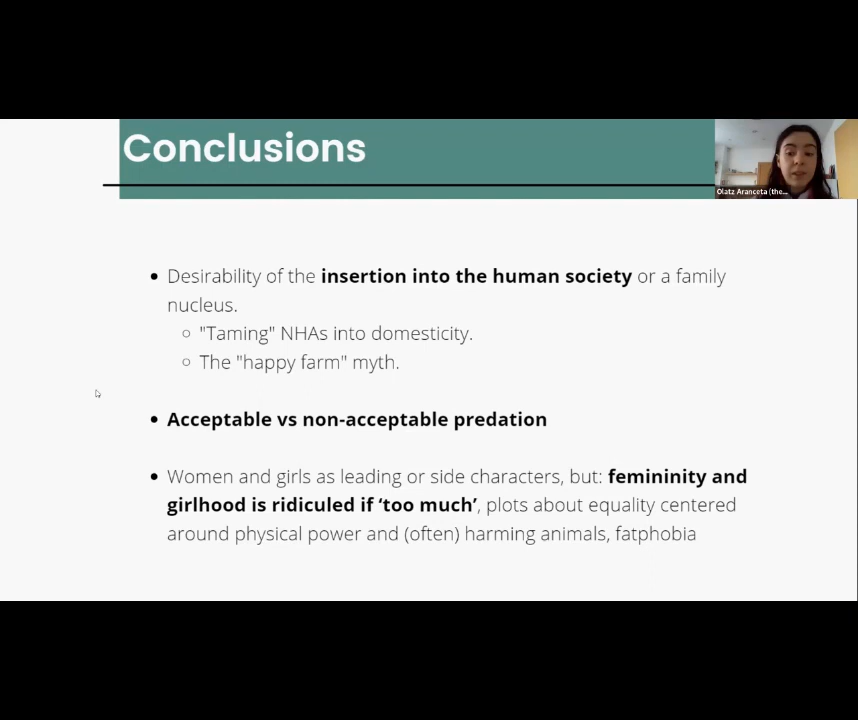 Conclusions
Olatz Aranceta (the...
• Desirability of the insertion into the human society or a family
nucleus.
○ "Taming" NHAs into domesticity.
○ The "happy farm" myth.
• Acceptable vs non-acceptable predation
• Women and girls as leading or side characters, but: femininity and
girlhood is ridiculed if ‘too much’, plots about equality centered
around physical power and (often) harming animals, fatphobia